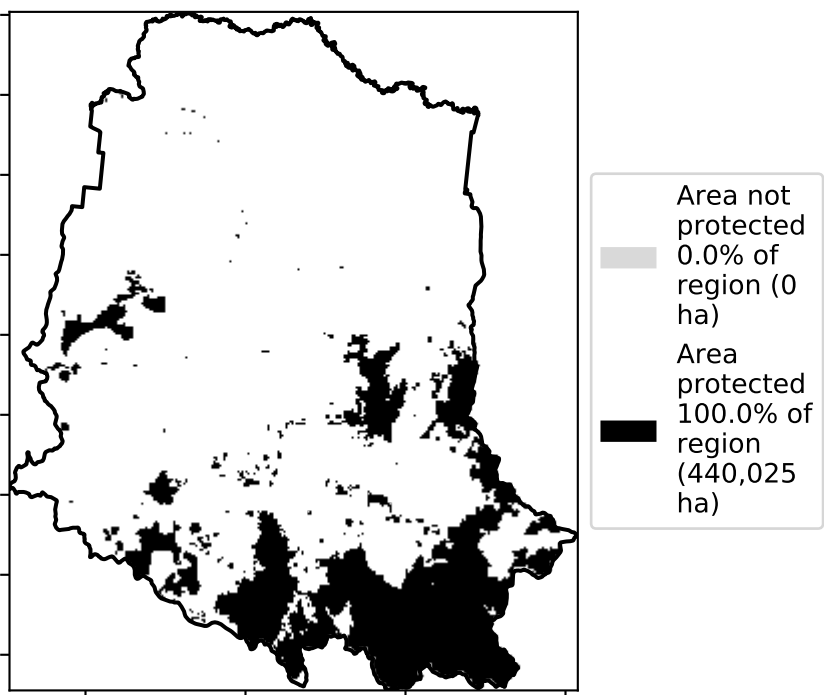 Area not
protected
0.0% of
region (0
ha)
Area
protected
100.0% of
region
(440,025
ha)